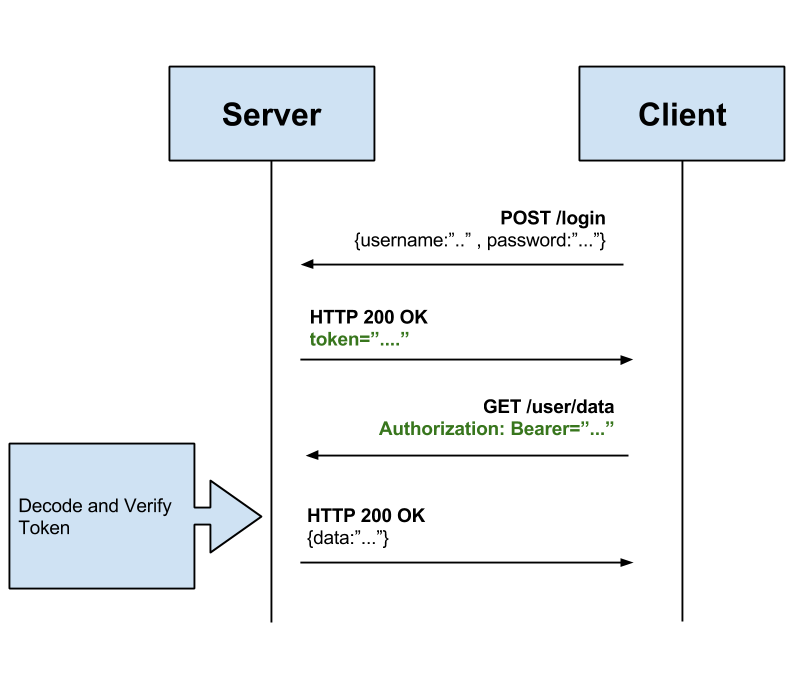 Server
Client
POST /login
{username:”..” , password:”...”}
HTTP 200 OK
token=”....”
GET /user/data
Authorization: Bearer=”...”
Decode and Verify
Token
HTTP 200 OK
{data:”...”}